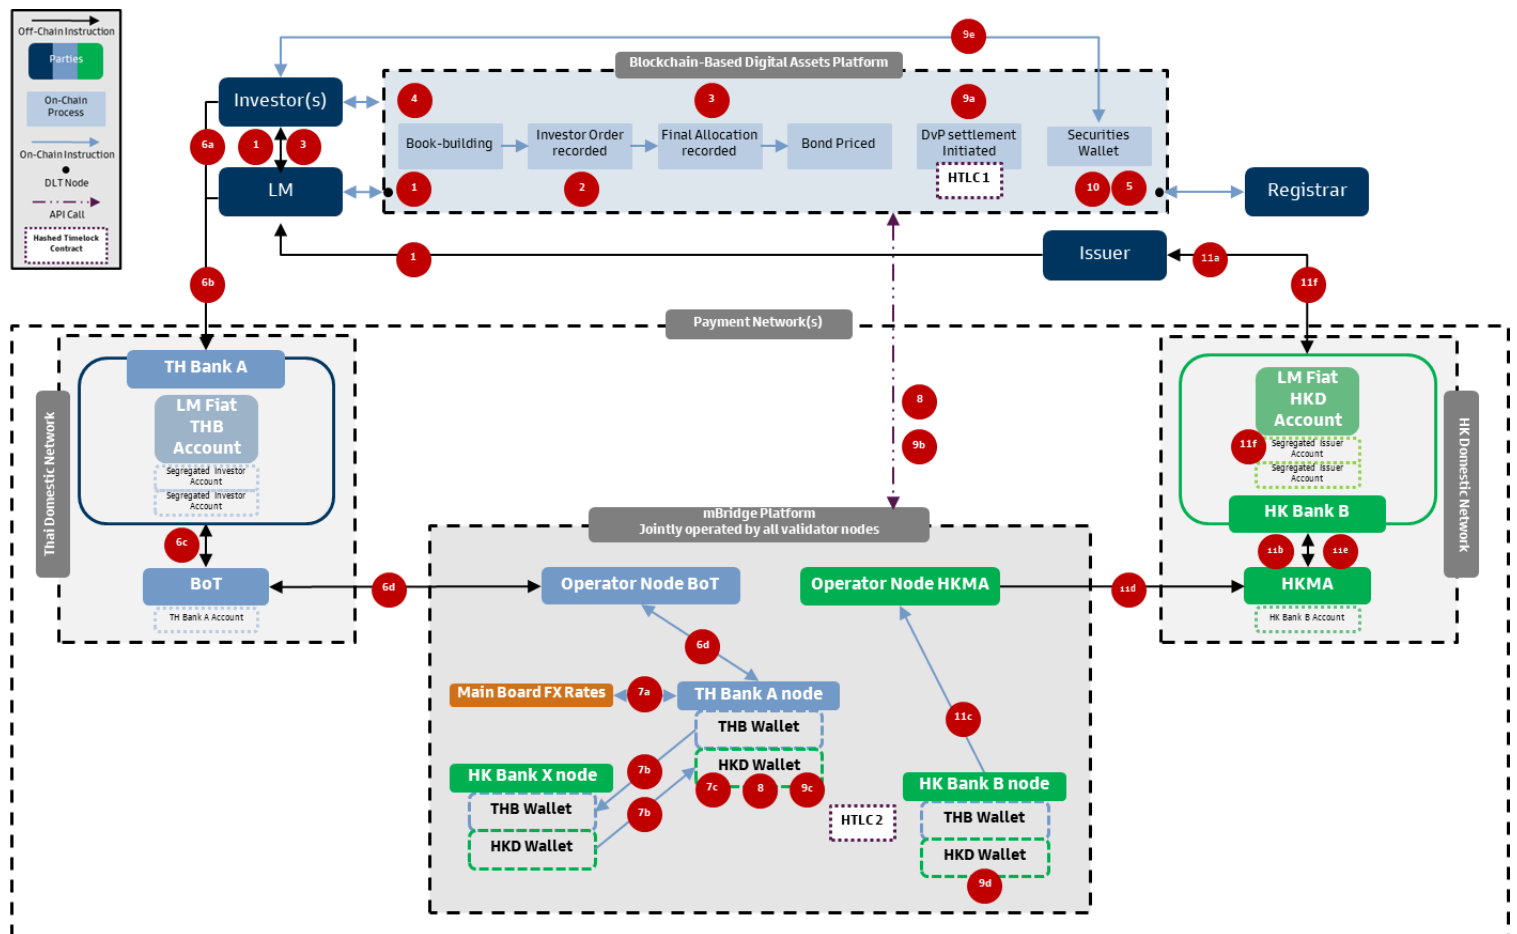 Off-Chain Instruction
Parties
On-Chain
Process
On-Chain Instruction
DLT Node
API Call
Hashed Timelock
Contract
9e
Blockchain-Based Digital Assets Platform
Investor(s)
4
3
9a
6a
1
3
Book-building
Investor Order
recorded
Final Allocation
recorded
Bond Priced
DvP settlement
Initiated
Securities
Wallet
HTLC 1
LM
1
2
10
5
Registrar
1
Issuer
11a
6b
11f
Payment Network(s)
Thai Domestic Network
TH Bank A
LM Fiat
THB
Account
Segregated Investor
Account
Segregated Investor
Account
6c
BoT
TH Bank A Account
8
9b
HK Domestic Network
LM Fiat
HKD
Account
11f
Segregated Issuer
Account
Segregated Issuer
Account
HK Bank B
11b
11e
HKMA
HK Bank B Account
mBridge Platform
Jointly operated by all validator nodes
6d
Operator Node BoT
Operator Node HKMA
11d
6d
Main Board FX Rates
7a
TH Bank A node
THB Wallet
HKD Wallet
7c
8
9c
11c
HK Bank X node
THB Wallet
HKD Wallet
7b
7b
HTLC 2
HK Bank B node
THB Wallet
HKD Wallet
9d